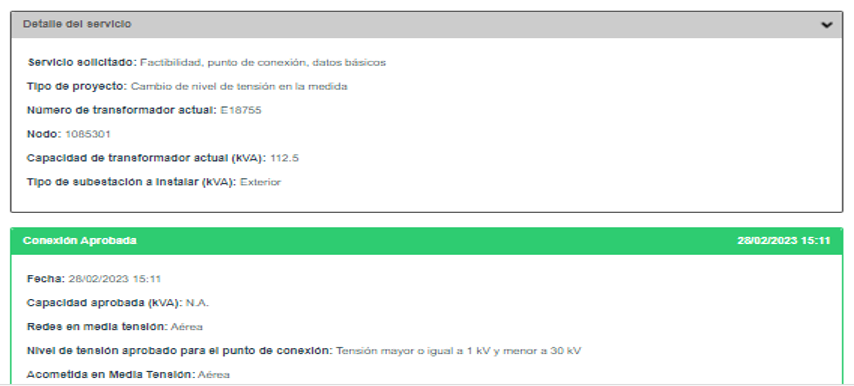 Detalle del servicio
Servicio solicitado: Factibilidad, punto de conexión, datos básicos
Tipo de proyecto: Cambio de nivel de tensión en la medida
Número de transformador actual: E18755
Nodo: 1085301
Capacidad de transformador actual (kVA): 112.5
Tipo de subestación a instalar (kVA): Exterior
Conexión Aprobada 28/02/2023 15:11
Fecha: 28/02/2023 15:11
Capacidad aprobada (kVA): N.A.
Redes en media tensión: Aérea
Nivel de tensión aprobado para el punto de conexión: Tensión mayor o igual a 1 kV y menor a 30 kV
Acometida en Media Tensión: Aérea